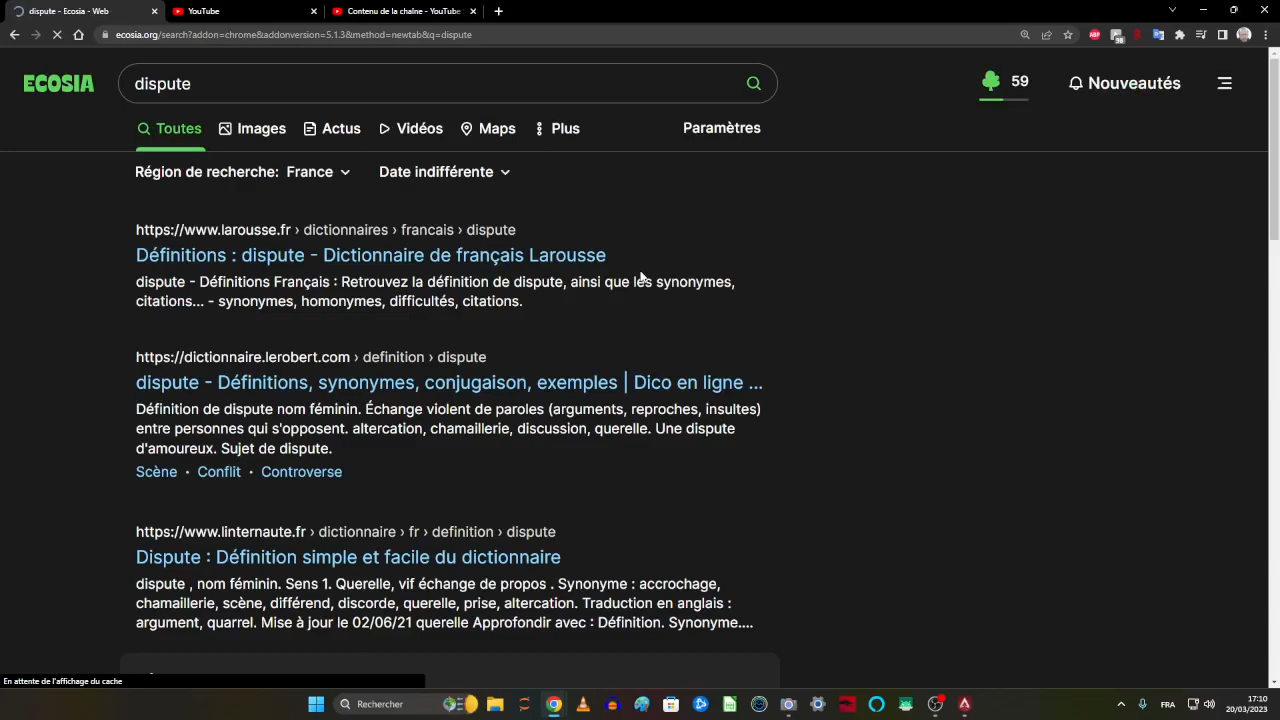 dispute - Ecosia - Web
YouTube
Contenu de la chaîne - YouTube
ecosia.org/search?addon=chrome&addonversion=5.1.3&method=newtab&q=dispute
ABP
98
ECOSIA
dispute
59
Nouveautés
Toutes
Images
Actus
Vidéos
Maps
Plus
Paramètres
Région de recherche: France
Date indifférente
https://www.larousse.fr › dictionnaires › francais › dispute
Définitions : dispute - Dictionnaire de français Larousse
dispute - Définitions Français : Retrouvez la définition de dispute, ainsi que les synonymes,
citations... - synonymes, homonymes, difficultés, citations.
https://dictionnaire.lerobert.com › definition › dispute
dispute - Définitions, synonymes, conjugaison, exemples | Dico en ligne ...
Définition de dispute nom féminin. Échange violent de paroles (arguments, reproches, insultes)
entre personnes qui s'opposent. altercation, chamaillerie, discussion, querelle. Une dispute
d'amoureux. Sujet de dispute.
Scène · Conflit · Controverse
https://www.linternaute.fr › dictionnaire › fr › definition › dispute
Dispute : Définition simple et facile du dictionnaire
dispute , nom féminin. Sens 1. Querelle, vif échange de propos . Synonyme : accrochage,
chamaillerie, scène, différend, discorde, querelle, prise, altercation. Traduction en anglais :
argument, quarrel. Mise à jour le 02/06/21 querelle Approfondir avec : Définition. Synonyme....
En attente de l'affichage du cache
Rechercher
FRA
17:10
20/03/2023